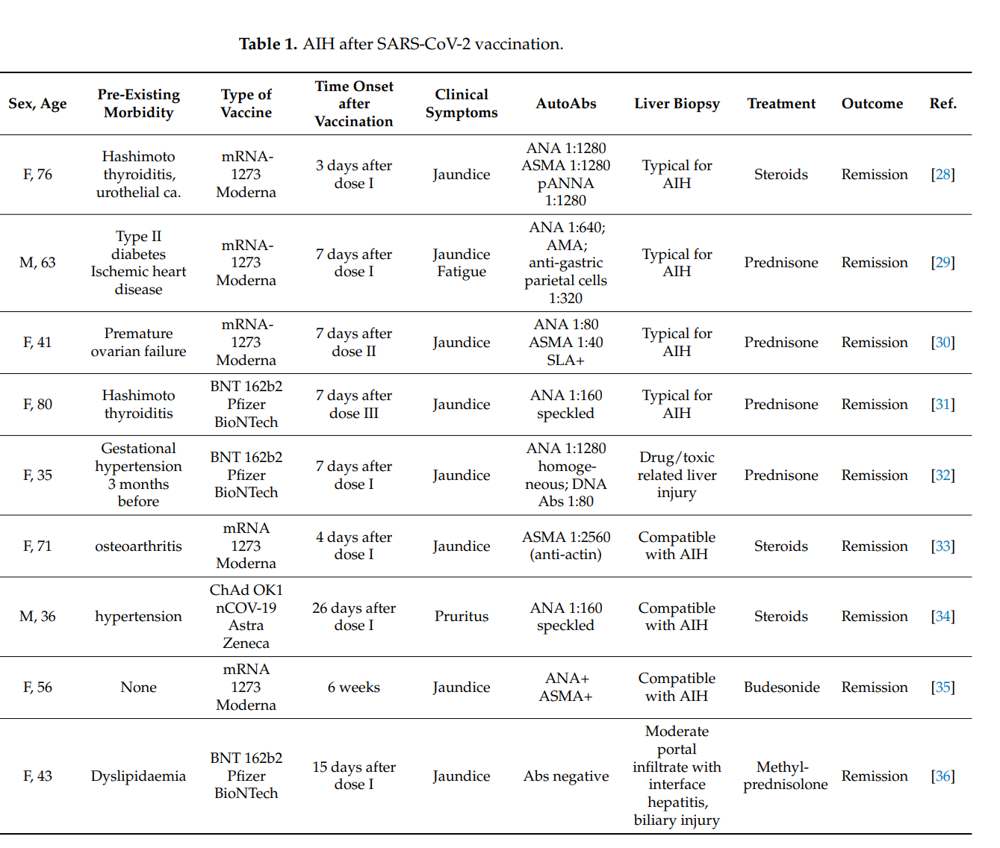 Table 1. AIH after SARS-CoV-2 vaccination.
Sex, Age
Pre-Existing
Morbidity
Type of
Vaccine
Time Onset
after
Vaccination
Clinical
Symptoms
AutoAbs
Liver Biopsy
Treatment
Outcome
Ref.
F, 76
Hashimoto
thyroiditis,
urothelial ca.
mRNA-
1273
Moderna
3 days after
dose I
Jaundice
ANA 1:1280
ASMA 1:1280
pANNA
1:1280
Typical for
AIH
Steroids
Remission
[28]
M, 63
Type II
diabetes
Ischemic heart
disease
mRNA-
1273
Moderna
7 days after
dose I
Jaundice
Fatigue
ANA 1:640;
AMA;
anti-gastric
parietal cells
1:320
Typical for
AIH
Prednisone
Remission
[29]
F, 41
Premature
ovarian failure
mRNA-
1273
Moderna
7 days after
dose II
Jaundice
ANA 1:80
ASMA 1:40
SLA+
Typical for
AIH
Prednisone
Remission
[30]
F, 80
Hashimoto
thyroiditis
BNT 162b2
Pfizer
BioNTech
7 days after
dose III
Jaundice
ANA 1:160
speckled
Typical for
AIH
Prednisone
Remission
[31]
F, 35
Gestational
hypertension
3 months
before
BNT 162b2
Pfizer
BioNTech
7 days after
dose I
Jaundice
ANA 1:1280
homoge-
neous; DNA
Abs 1:80
Drug/toxic
related liver
injury
Prednisone
Remission
[32]
F, 71
osteoarthritis
mRNA
1273
Moderna
4 days after
dose I
Jaundice
ASMA 1:2560
(anti-actin)
Compatible
with AIH
Steroids
Remission
[33]
M, 36
hypertension
ChAd OK1
nCOV-19
Astra
Zeneca
26 days after
dose I
Pruritus
ANA 1:160
speckled
Compatible
with AIH
Steroids
Remission
[34]
F, 56
None
mRNA
1273
Moderna
6 weeks
Jaundice
ANA+
ASMA+
Compatible
with AIH
Budesonide
Remission
[35]
F, 43
Dyslipidaemia
BNT 162b2
Pfizer
BioNTech
15 days after
dose I
Jaundice
Abs negative
Moderate
portal
infiltrate with
interface
hepatitis,
biliary injury
Methyl-
prednisolone
Remission
[36]